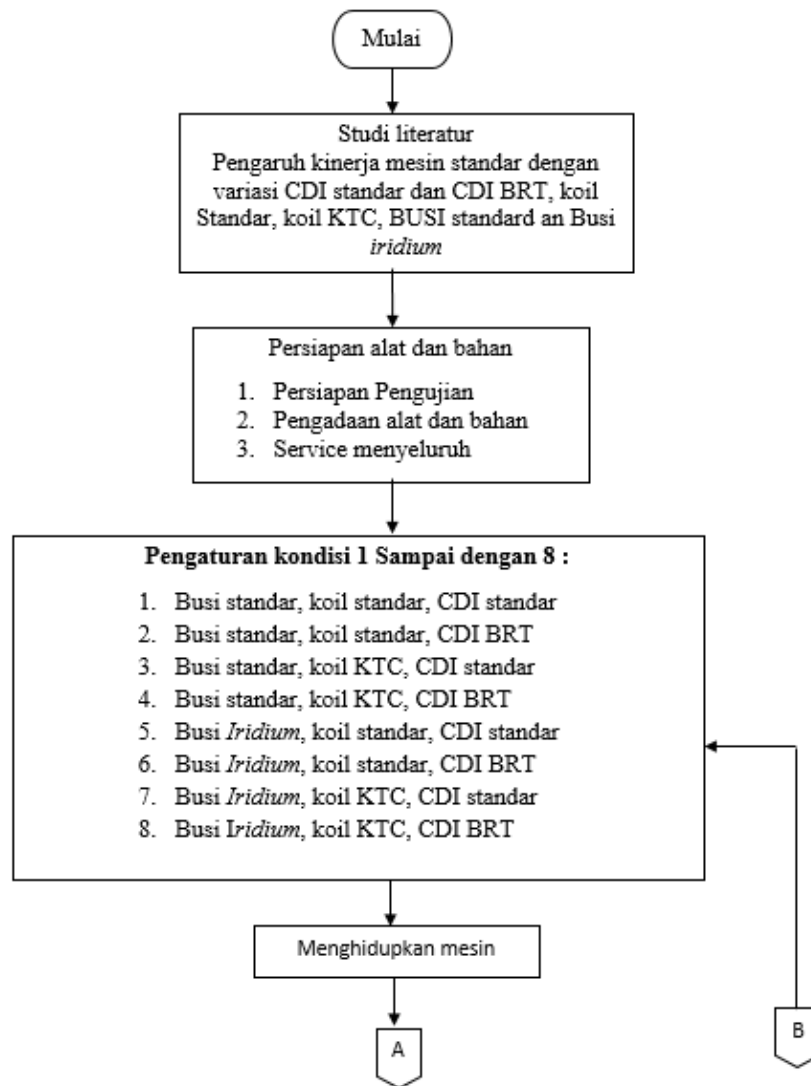 Mulai
Studi literatur
Pengaruh kinerja mesin standar dengan
variasi CDI standar dan CDI BRT, koil
Standar, koil KTC, BUSI standard an Busi
iridium
Persiapan alat dan bahan
1. Persiapan Pengujian
2. Pengadaan alat dan bahan
3. Service menyeluruh
Pengaturan kondisi 1 Sampai dengan 8 :
1. Busi standar, koil standar, CDI standar
2. Busi standar, koil standar, CDI BRT
3. Busi standar, koil KTC, CDI standar
4. Busi standar, koil KTC, CDI BRT
5. Busi Iridium, koil standar, CDI standar
6. Busi Iridium, koil standar, CDI BRT
7. Busi Iridium, koil KTC, CDI standar
8. Busi Iridium, koil KTC, CDI BRT
Menghidupkan mesin
A
B